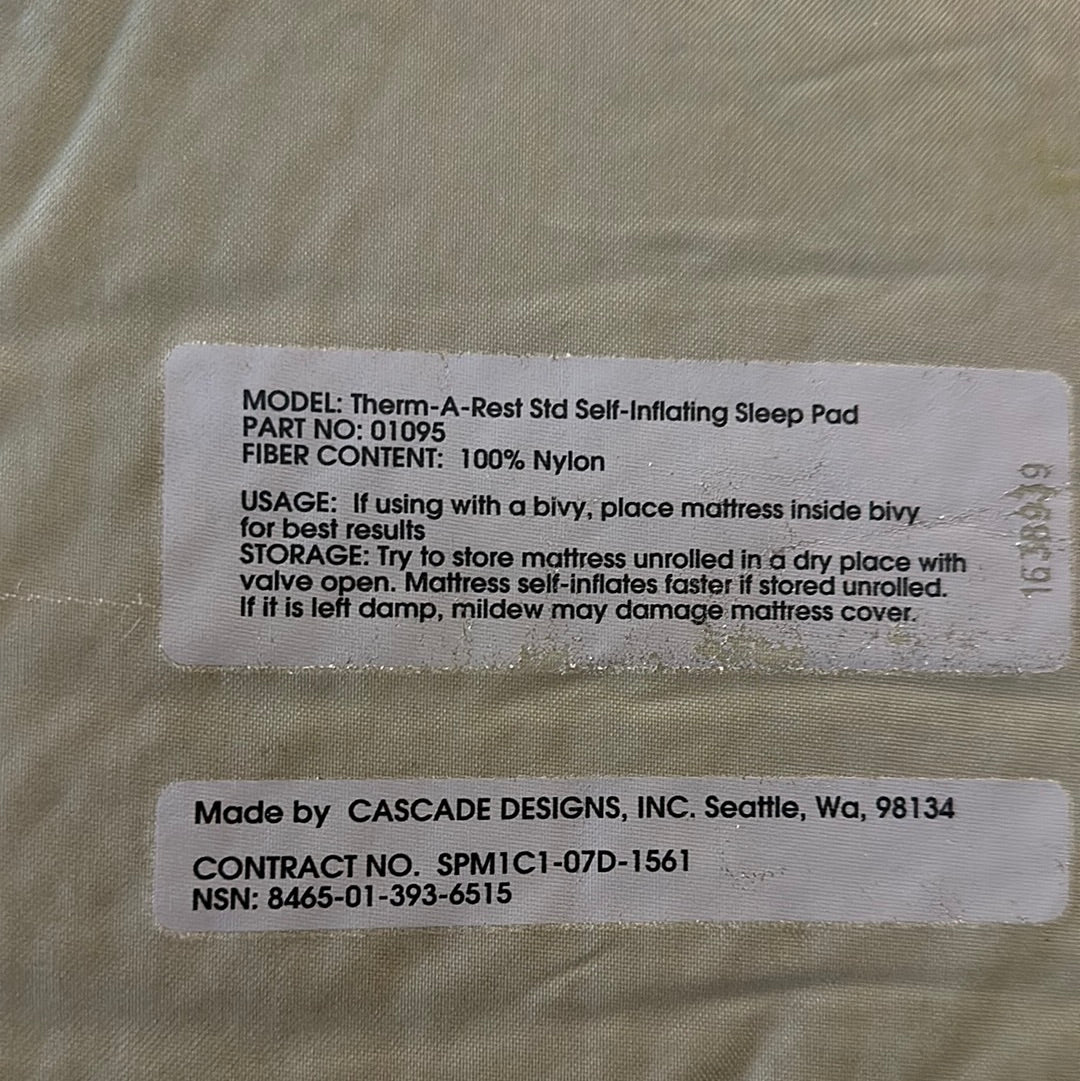 MODEL: Therm-A-Rest Std Self-Inflating Sleep Pad
PART NO: 01095
FIBER CONTENT: 100% Nylon
USAGE: If using with a bivy, place mattress inside bivy
for best results
STORAGE: Try to store mattress unrolled in a dry place with
valve open. Mattress self-inflates faster if stored unrolled.
If it is left damp, mildew may damage mattress cover.
Made by CASCADE DESIGNS, INC. Seattle, Wa, 98134
CONTRACT NO. SPM1C1-07D-1561
NSN: 8465-01-393-6515